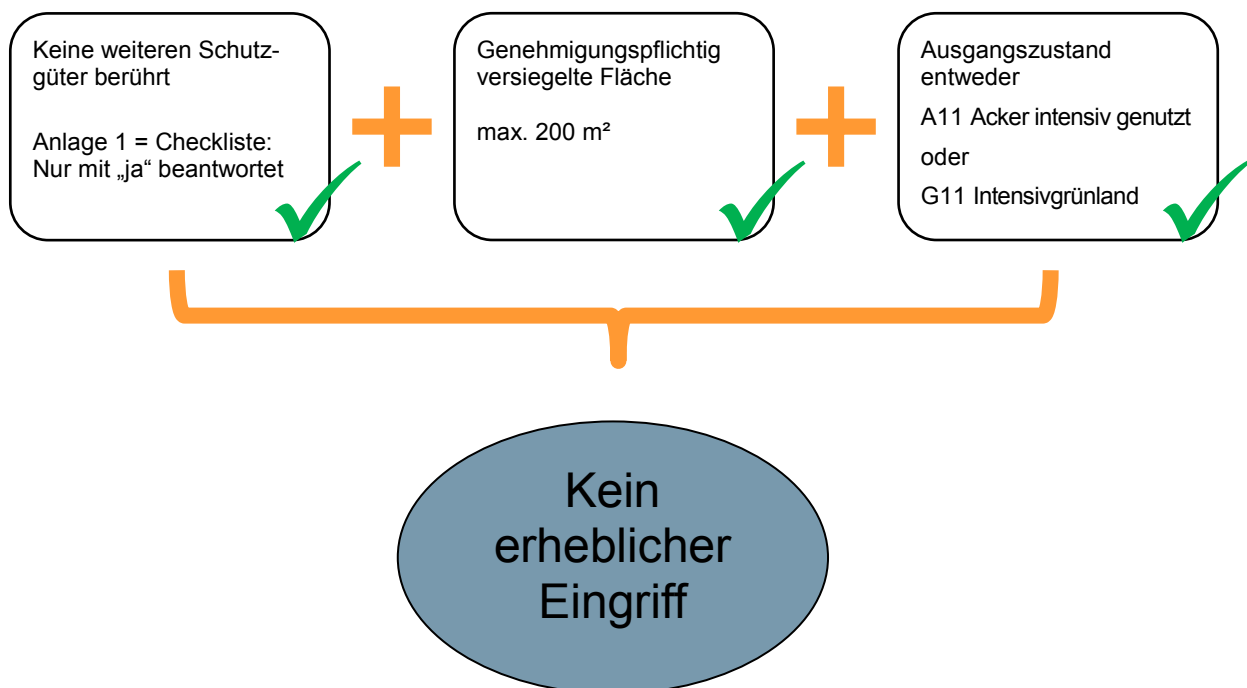 Keine weiteren Schutz-
güter berührt
Anlage 1 = Checkliste:
Nur mit „ja“ beantwortet
Genehmigungspflichtig
versiegelte Fläche
max. 200 m²
Ausgangszustand
entweder
A11 Acker intensiv genutzt
oder
G11 Intensivgrünland
Kein
erheblicher
Eingriff